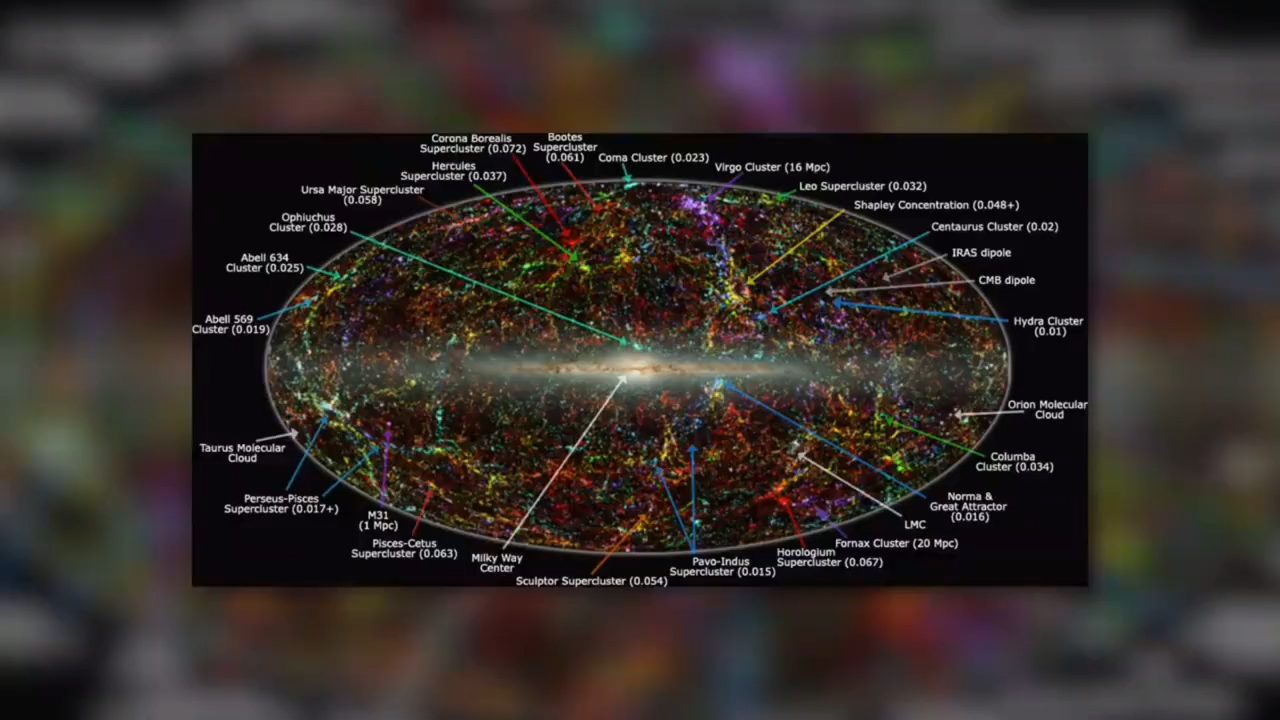 Corona Borealis
Supercluster (0.072)
Bootes
Supercluster
(0.061)
Coma Cluster (0.023)
Virgo Cluster (16 Mpc)
Hercules
Supercluster (0.037)
Leo Supercluster (0.032)
Ursa Major Supercluster
(0.058)
Shapley Concentration (0.048+)
Ophiuchus
Cluster (0.028)
Centaurus Cluster (0.02)
Abell 634
Cluster (0.025)
IRAS dipole
CMB dipole
Abell 569
Cluster (0.019)
Hydra Cluster
(0.01)
Orion Molecular
Cloud
Taurus Molecular
Cloud
Columba
Cluster (0.034)
Perseus-Pisces
Supercluster (0.017+)
Norma &
Great Attractor
(0.016)
M31
(1 Mpc)
LMC
Pisces-Cetus
Supercluster (0.063)
Fornax Cluster (20 Mpc)
Milky Way
Center
Horologium
Supercluster (0.067)
Pavo-Indus
Supercluster (0.015)
Sculptor Supercluster (0.054)